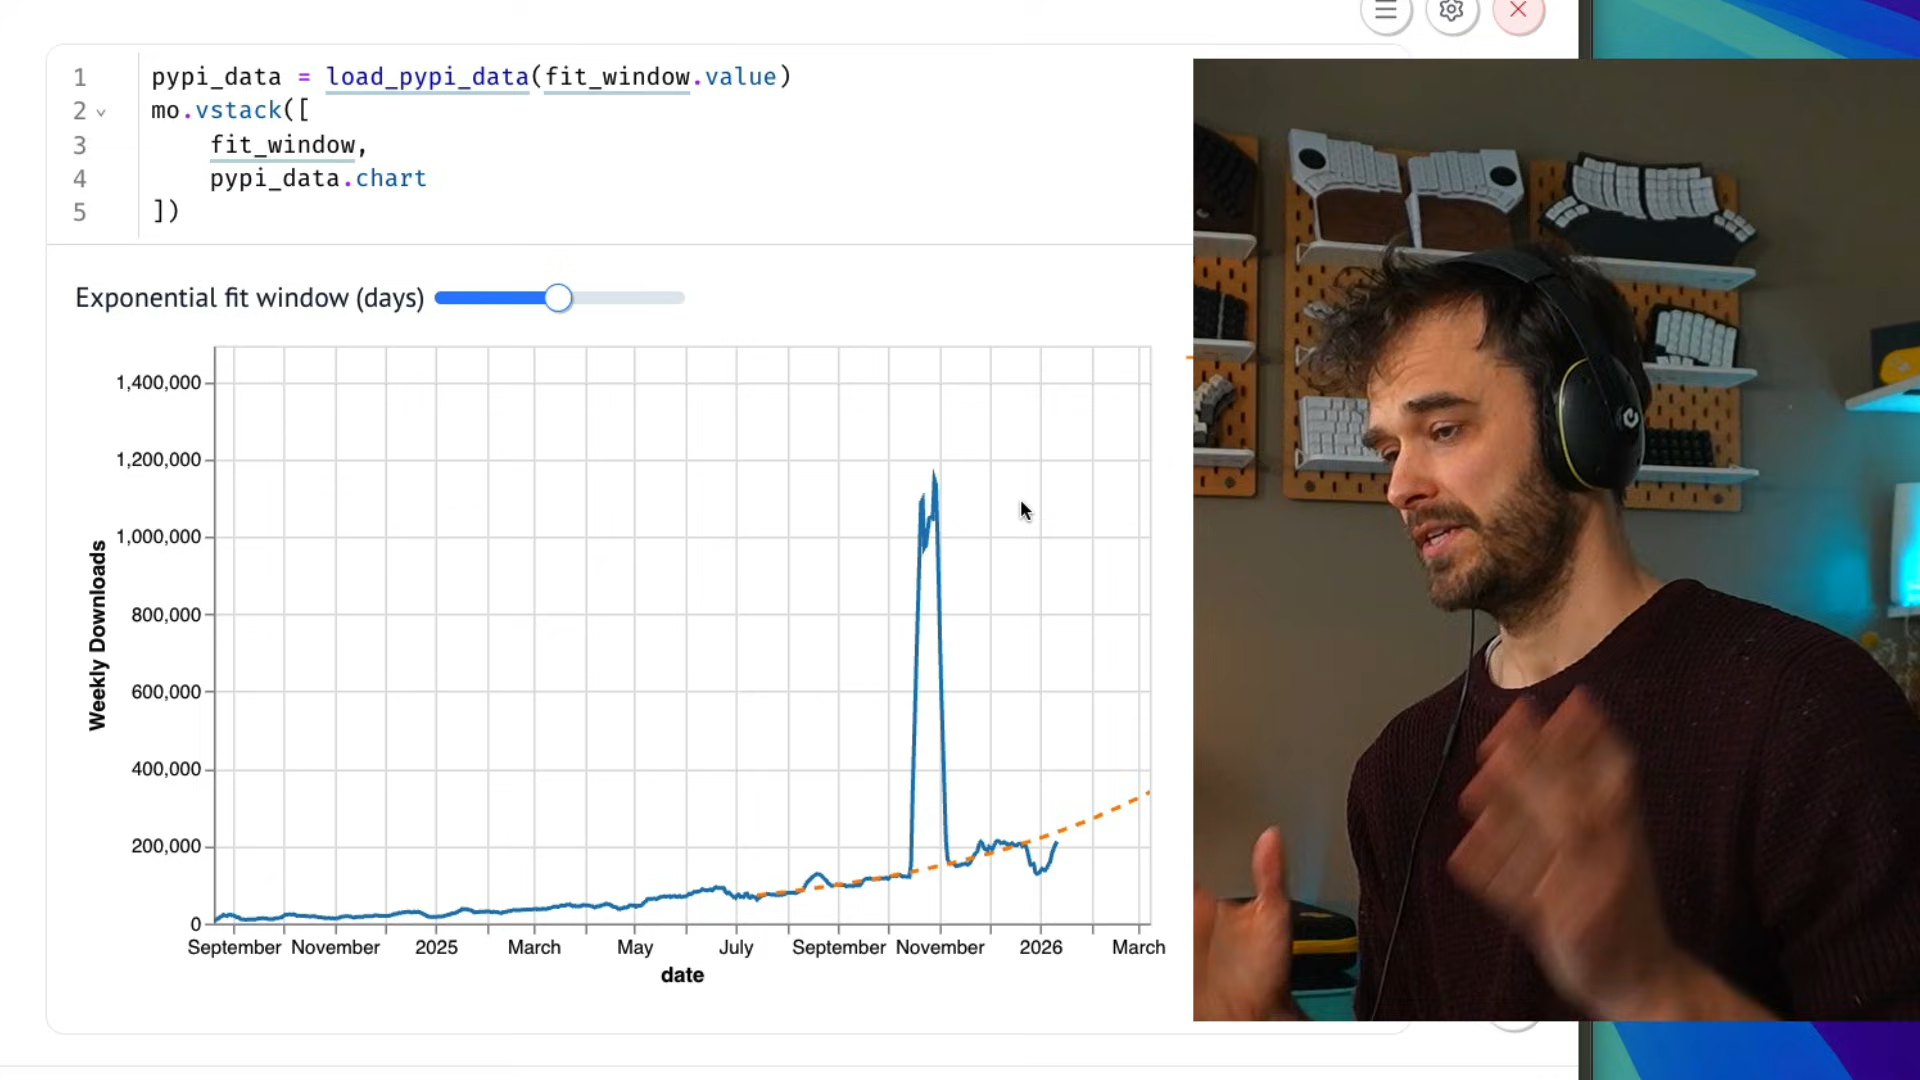 1 pypi_data = load_pypi_data(fit_window.value)
2 mo.vstack([
3 fit_window,
4 pypi_data.chart
5 ])
Exponential fit window (days)
1,400,000
1,200,000
1,000,000
800,000
600,000
400,000
200,000
0
Weekly Downloads
September November 2025 March May July September November 2026 March
date